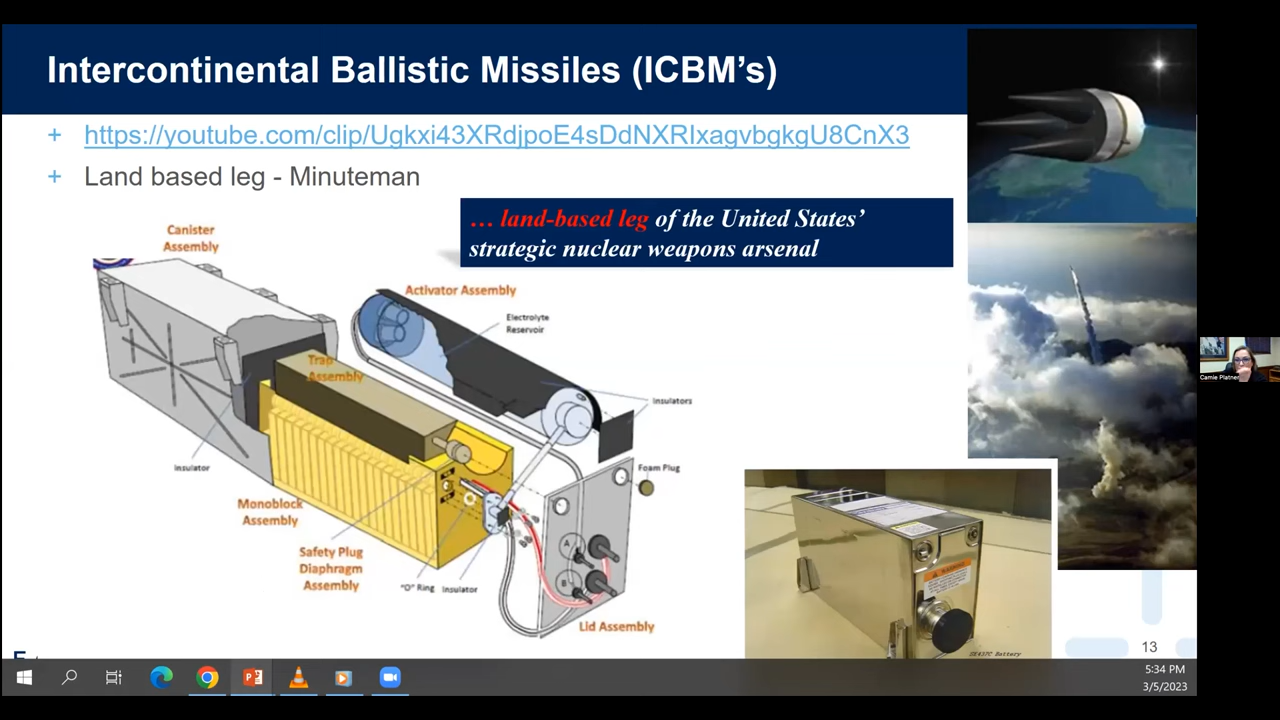 Intercontinental Ballistic Missiles (ICBM's)
+ https://youtube.com/clip/Ugkxi43XRdjpoE4sDdNXRIxagvbgkgU8CnX3
+ Land based leg - Minuteman
… land-based leg of the United States'
strategic nuclear weapons arsenal
Canister
Assembly
Activator Assembly
Electrolyte
Reservoir
Trap
Assembly
Insulators
Insulator
Foam Plug
Monoblock
Assembly
Safety Plug
Diaphragm
Assembly
"O" Ring
Insulator
A
B
Lid Assembly
Camie Platner
13
5:34 PM
3/5/2023